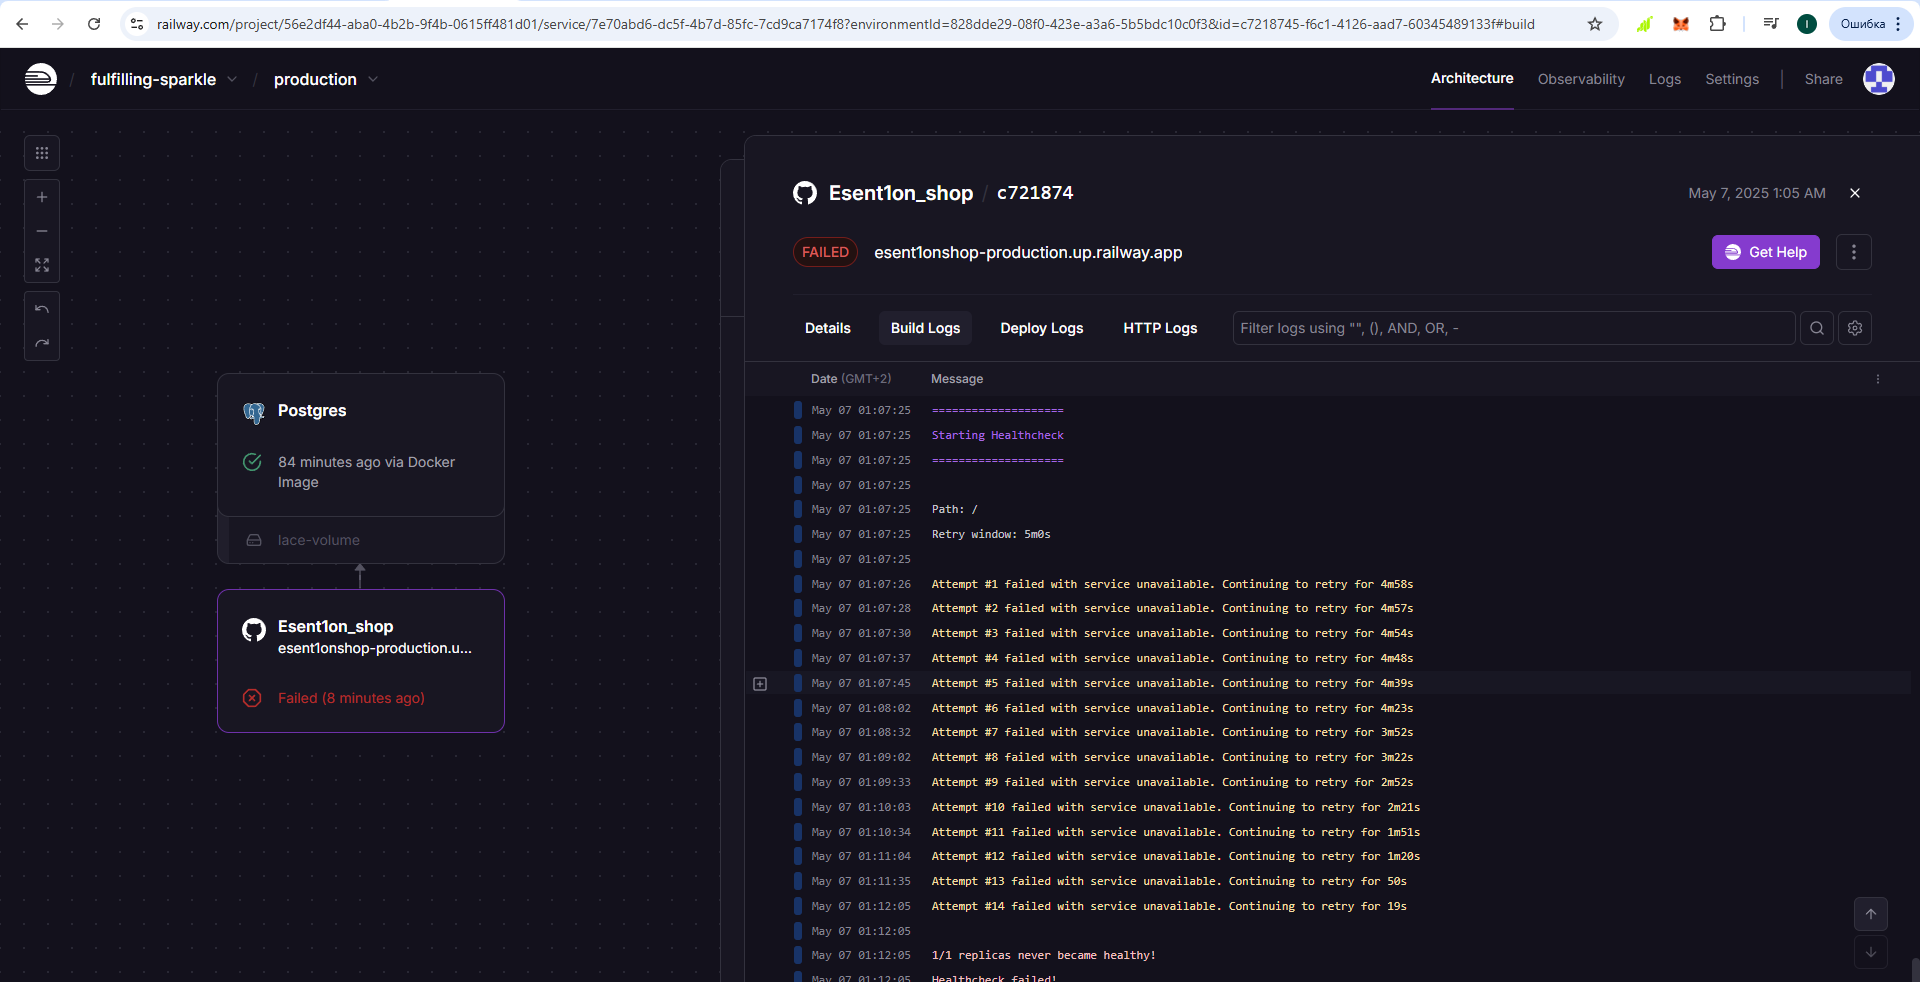 railway.com/project/56e2df44-aba0-4b2b-9f4b-0615ff481d01/service/7e70abd6-dc5f-4b7d-85fc-7cd9ca7174f8?environmentId=828dde29-08f0-423e-a3a6-5b5bdc10c0f3&id=c7218745-f6c1-4126-aad7-60345489133f#build
I
Ошибка
/ fulfilling-sparkle / production
Architecture
Observability
Logs
Settings
Share
Postgres
84 minutes ago via Docker
Image
lace-volume
Esent1on_shop
esent1onshop-production.u...
Failed (8 minutes ago)
Esent1on_shop / c721874
May 7, 2025 1:05 AM
FAILED
esent1onshop-production.up.railway.app
Get Help
Details
Build Logs
Deploy Logs
HTTP Logs
Filter logs using "", (), AND, OR, -
Date (GMT+2) Message
May 07 01:07:25 ====================
May 07 01:07:25 Starting Healthcheck
May 07 01:07:25 ====================
May 07 01:07:25
May 07 01:07:25 Path: /
May 07 01:07:25 Retry window: 5m0s
May 07 01:07:25
May 07 01:07:26 Attempt #1 failed with service unavailable. Continuing to retry for 4m58s
May 07 01:07:28 Attempt #2 failed with service unavailable. Continuing to retry for 4m57s
May 07 01:07:30 Attempt #3 failed with service unavailable. Continuing to retry for 4m54s
May 07 01:07:37 Attempt #4 failed with service unavailable. Continuing to retry for 4m48s
May 07 01:07:45 Attempt #5 failed with service unavailable. Continuing to retry for 4m39s
May 07 01:08:02 Attempt #6 failed with service unavailable. Continuing to retry for 4m23s
May 07 01:08:32 Attempt #7 failed with service unavailable. Continuing to retry for 3m52s
May 07 01:09:02 Attempt #8 failed with service unavailable. Continuing to retry for 3m22s
May 07 01:09:33 Attempt #9 failed with service unavailable. Continuing to retry for 2m52s
May 07 01:10:03 Attempt #10 failed with service unavailable. Continuing to retry for 2m21s
May 07 01:10:34 Attempt #11 failed with service unavailable. Continuing to retry for 1m51s
May 07 01:11:04 Attempt #12 failed with service unavailable. Continuing to retry for 1m20s
May 07 01:11:35 Attempt #13 failed with service unavailable. Continuing to retry for 50s
May 07 01:12:05 Attempt #14 failed with service unavailable. Continuing to retry for 19s
May 07 01:12:05
May 07 01:12:05 1/1 replicas never became healthy!
May 07 01:12:05 Healthcheck failed!